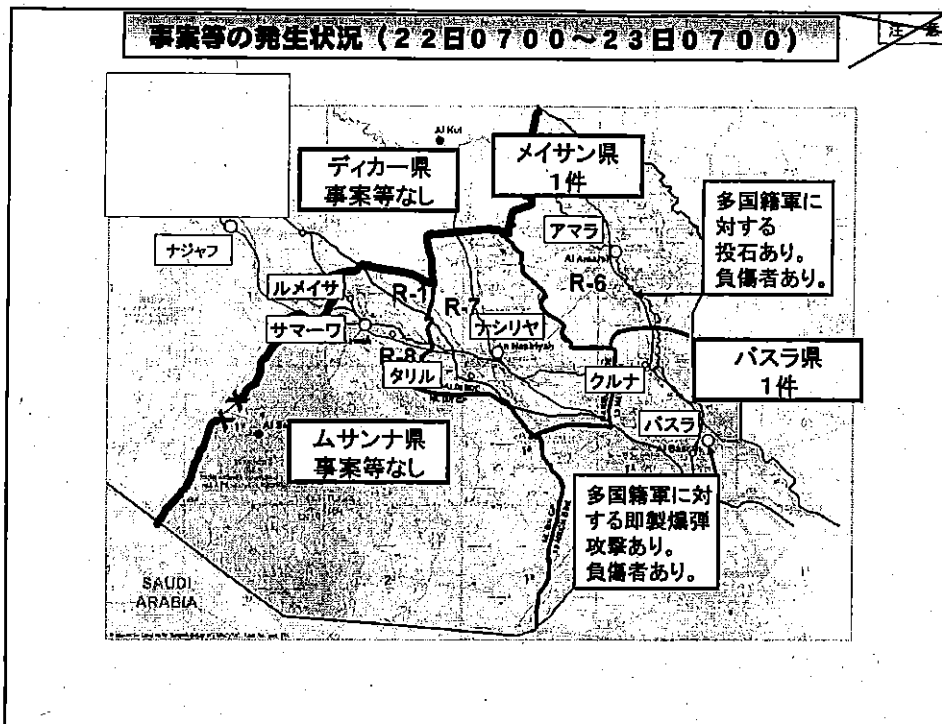 事案等の発生状況(22日0700~23日0700)
注意
Al Kut
ディカー県
事案等なし
メイサン県
1件
多国籍軍に
対する
投石あり。
負傷者あり。
アマラ
ナジャフ
R-6
ルメイサ
R-1
R-7
ナシリヤ
サマーワ
An Nasiriyah
R-8
タリル
クルナ
バスラ県
1件
バスラ
ムサンナ県
事案等なし
多国籍軍に対
する即製爆弾
攻撃あり。
負傷者あり。
SAUDI
ARABIA